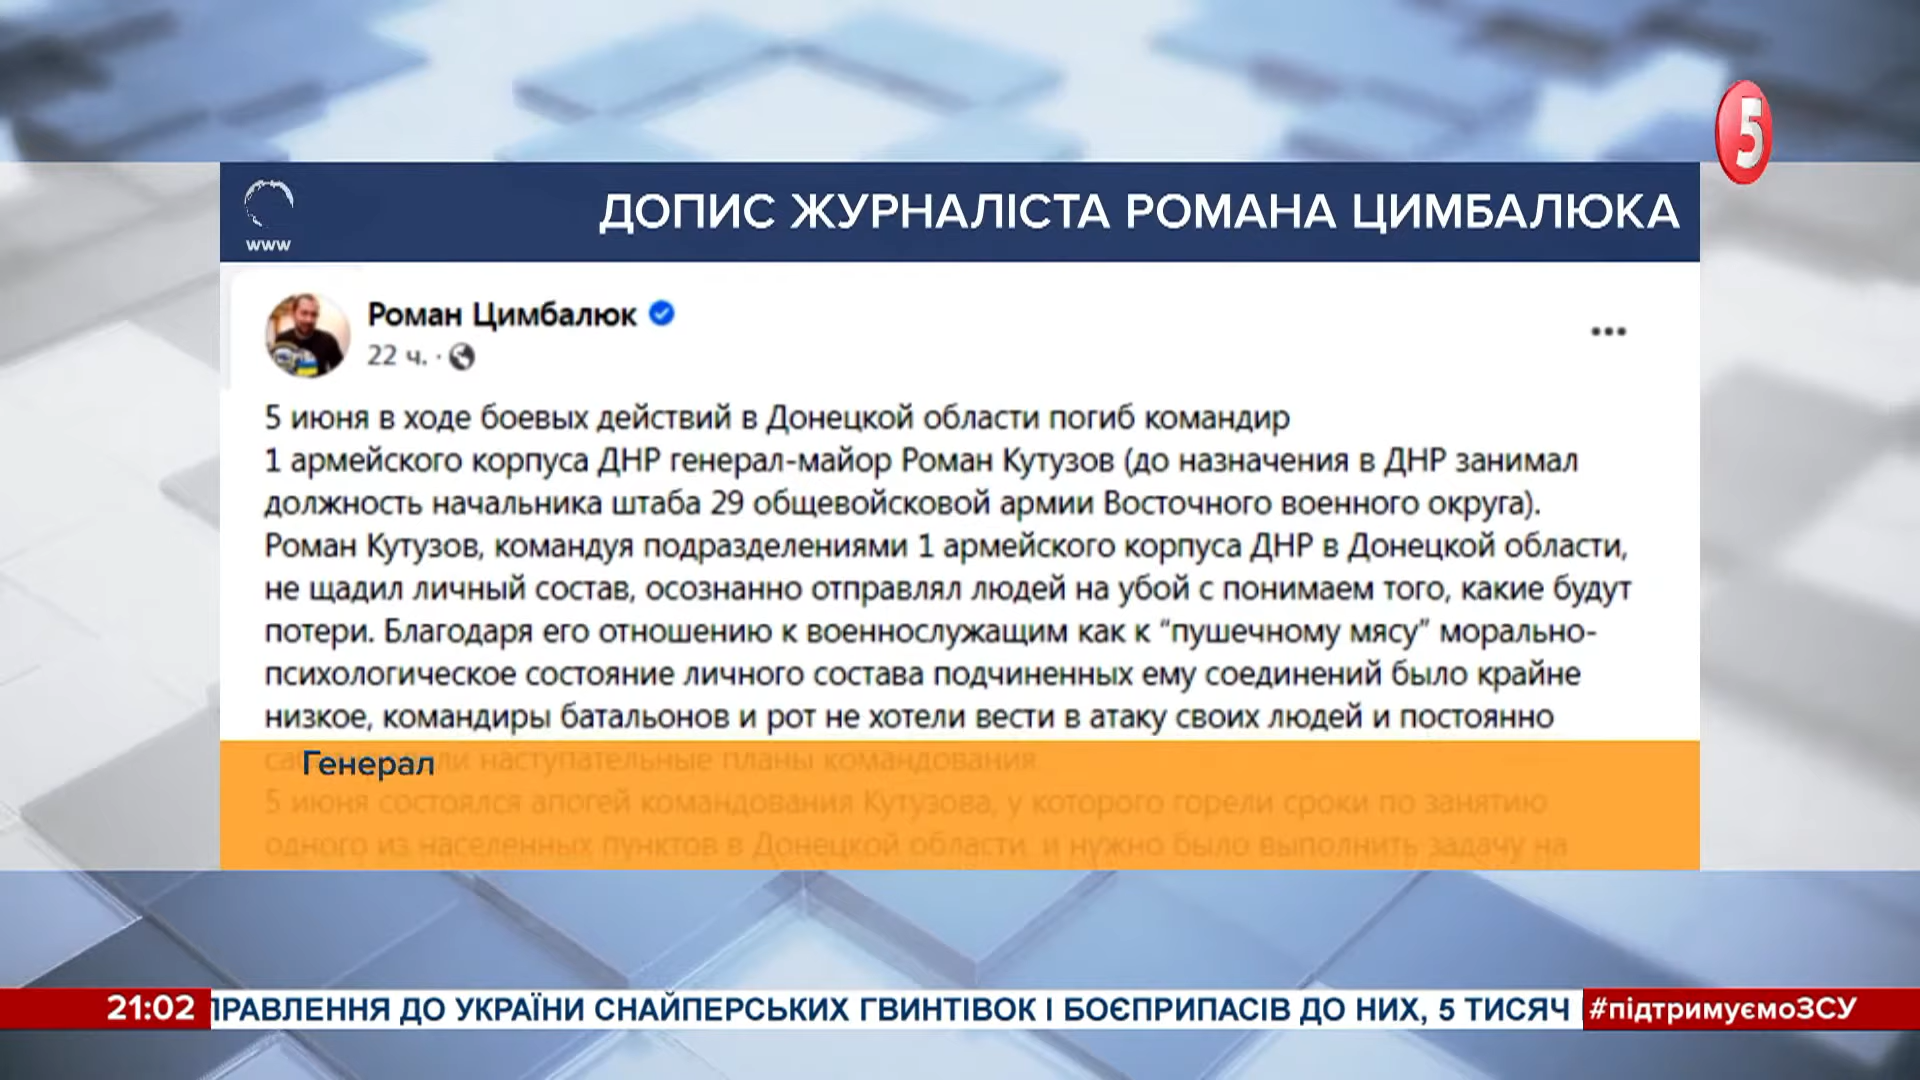 5
www
ДОПИС ЖУРНАЛІСТА РОМАНА ЦИМБАЛЮКА
Роман Цимбалюк
22 ч.
5 июня в ходе боевых действий в Донецкой области погиб командир
1 армейского корпуса ДНР генерал-майор Роман Кутузов (до назначения в ДНР занимал
должность начальника штаба 29 общевойсковой армии Восточного военного округа).
Роман Кутузов, командуя подразделениями 1 армейского корпуса ДНР в Донецкой области,
не щадил личный состав, осознанно отправлял людей на убой с понимаем того, какие будут
потери. Благодаря его отношению к военнослужащим как к “пушечному мясу” морально-
психологическое состояние личного состава подчиненных ему соединений было крайне
низкое, командиры батальонов и рот не хотели вести в атаку своих людей и постоянно
наступательные планы командования.
Генерал
5 июня состоялся апогей командования Кутузова, у которого горели сроки по занятию
одного из населенных пунктов в Донецкой области, и нужно было выполнить задачу на
21:02
ПРАВЛЕННЯ ДО УКРАЇНИ СНАЙПЕРСЬКИХ ГВИНТІВОК І БОЄПРИПАСІВ ДО НИХ, 5 ТИСЯЧ
#підтримуємоЗСУ